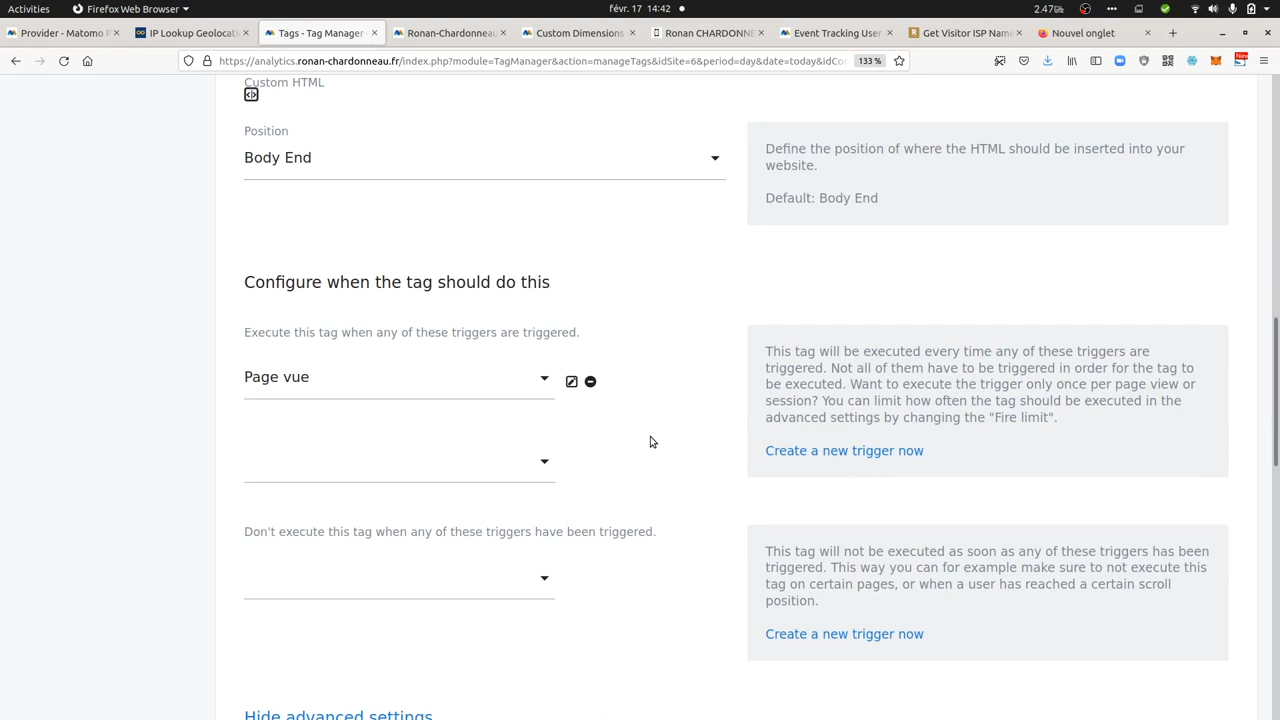 Activities
Firefox Web Browser
févr. 17 14:42
2.47
Provider - Matomo P
IP Lookup Geolocati
Tags - Tag Manager -
Ronan-Chardonneau
Custom Dimensions
Ronan CHARDONNE
Event Tracking User
Get Visitor ISP Name
Nouvel onglet
https://analytics.ronan-chardonneau.fr/index.php?module=TagManager&action=manageTags&idSite=6&period=day&date=today&idCon
133 %
New
Custom HTML
Position
Body End
Define the position of where the HTML should be inserted into your
website.
Default: Body End
Configure when the tag should do this
Execute this tag when any of these triggers are triggered.
Page vue
This tag will be executed every time any of these triggers are
triggered. Not all of them have to be triggered in order for the tag to
be executed. Want to execute the trigger only once per page view or
session? You can limit how often the tag should be executed in the
advanced settings by changing the "Fire limit".
Create a new trigger now
Don't execute this tag when any of these triggers have been triggered.
This tag will not be executed as soon as any of these triggers has been
triggered. This way you can for example make sure to not execute this
tag on certain pages, or when a user has reached a certain scroll
position.
Create a new trigger now
Hide advanced settings